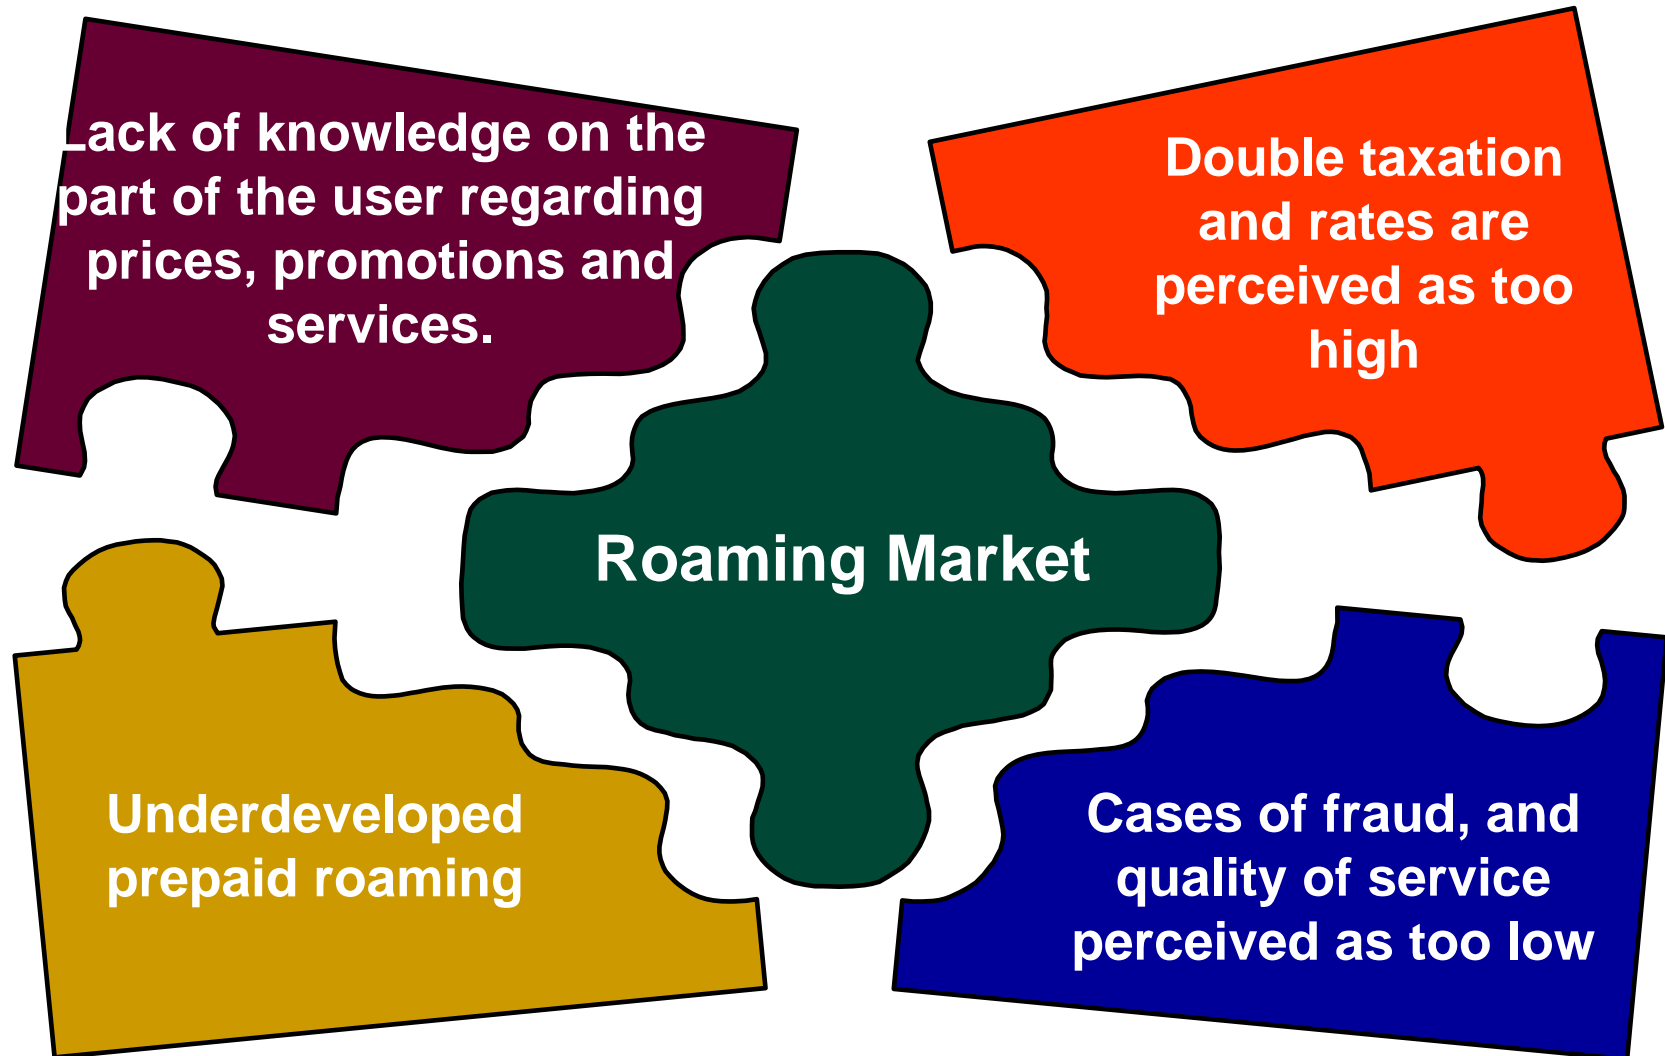 Lack of knowledge on the
part of the user regarding
prices, promotions and
services.
Double taxation
and rates are
perceived as too
high
Roaming Market
Underdeveloped
prepaid roaming
Cases of fraud, and
quality of service
perceived as too low